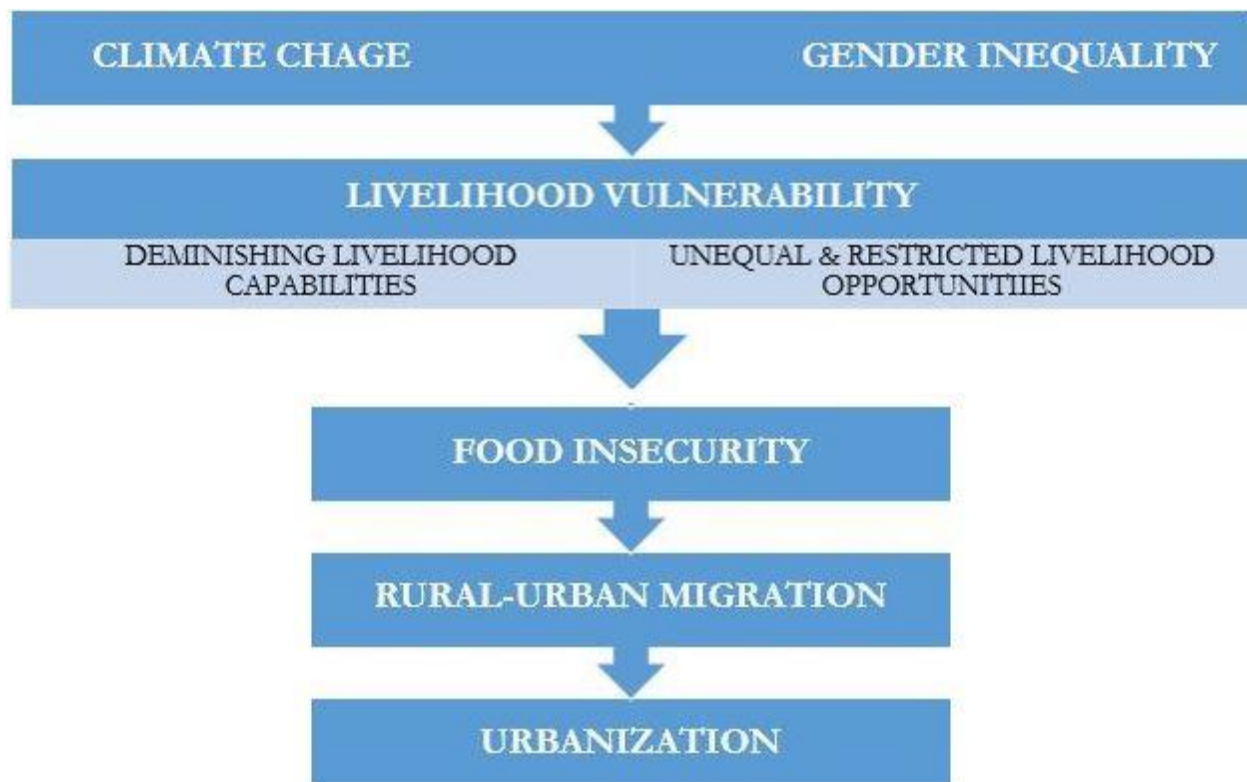 CLIMATE CHAGE GENDER INEQUALITY
LIVELIHOOD VULNERABILITY
DEMINISHING LIVELIHOOD
CAPABILITIES
UNEQUAL & RESTRICTED LIVELIHOOD
OPPORTUNITIIES
FOOD INSECURITY
RURAL-URBAN MIGRATION
URBANIZATION